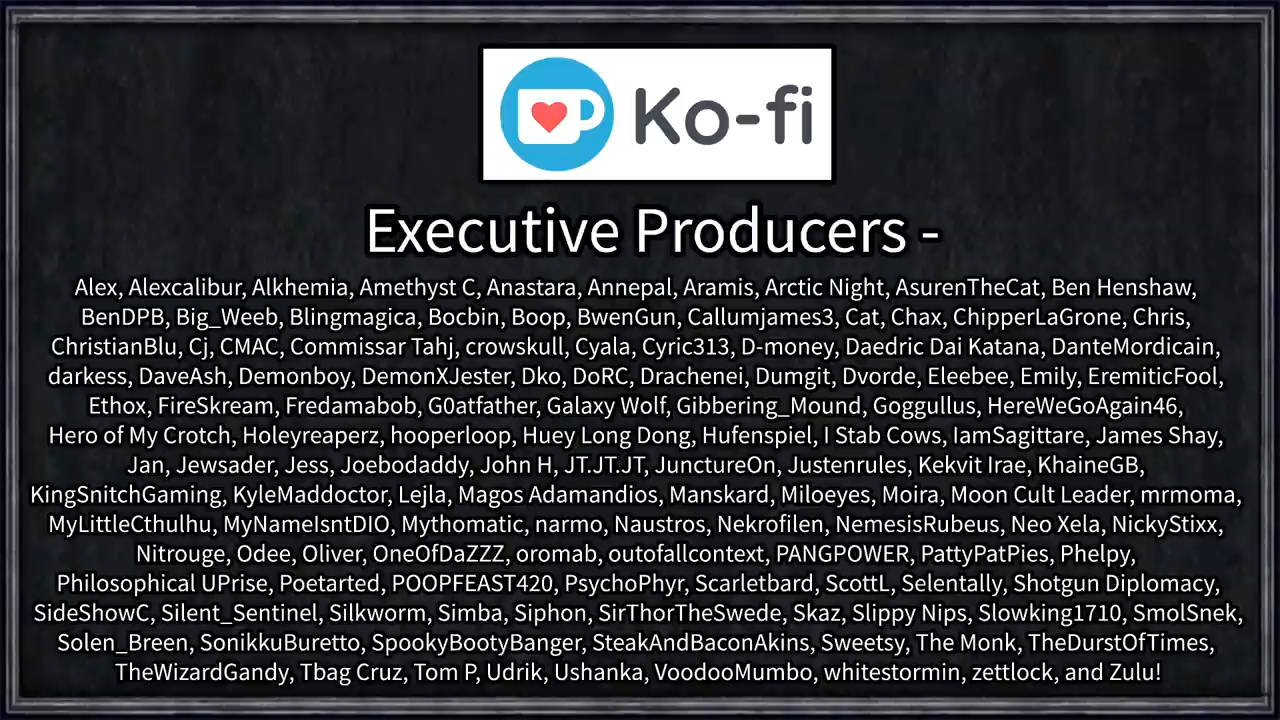 Ko-fi
Executive Producers -
Alex, Alexcalibur, Alkhemia, Amethyst C, Anastara, Annepal, Aramis, Arctic Night, AsurenTheCat, Ben Henshaw,
BenDPB, Big_Weeb, Blingmagica, Bocbin, Boop, BwenGun, Callumjames3, Cat, Chax, ChipperLaGrone, Chris,
ChristianBlu, Cj, CMAC, Commissar Tahj, crowskull, Cyala, Cyric313, D-money, Daedric Dai Katana, DanteMordicain,
darkess, DaveAsh, Demonboy, DemonXJester, Dko, DoRC, Drachenei, Dumgit, Dvorde, Eleebee, Emily, EremiticFool,
Ethox, FireSkream, Fredamabob, G0atfather, Galaxy Wolf, Gibbering_Mound, Goggullus, HereWeGoAgain46,
Hero of My Crotch, Holeyreaperz, hooperloop, Huey Long Dong, Hufenspiel, I Stab Cows, IamSagittare, James Shay,
Jan, Jewsader, Jess, Joebodaddy, John H, JT.JT.JT, JunctureOn, Justenrules, Kekvit Irae, KhaineGB,
KingSnitchGaming, KyleMaddoctor, Lejla, Magos Adamandios, Manskard, Miloeyes, Moira, Moon Cult Leader, mrmoma,
MyLittleCthulhu, MyNameIsntDIO, Mythomatic, narmo, Naustros, Nekrofilen, NemesisRubeus, Neo Xela, NickyStixx,
Nitrouge, Odee, Oliver, OneOfDaZZZ, oromab, outofallcontext, PANGPOWER, PattyPatPies, Phelpy,
Philosophical UPrise, Poetarted, POOPFEAST420, PsychoPhyr, Scarletbard, ScottL, Selentally, Shotgun Diplomacy,
SideShowC, Silent_Sentinel, Silkworm, Simba, Siphon, SirThorTheSwede, Skaz, Slippy Nips, Slowking1710, SmolSnek,
Solen_Breen, SonikkuBuretto, SpookyBootyBanger, SteakAndBaconAkins, Sweetsy, The Monk, TheDurstOfTimes,
TheWizardGandy, Tbag Cruz, Tom P, Udrik, Ushanka, VoodooMumbo, whitestormin, zettlock, and Zulu!